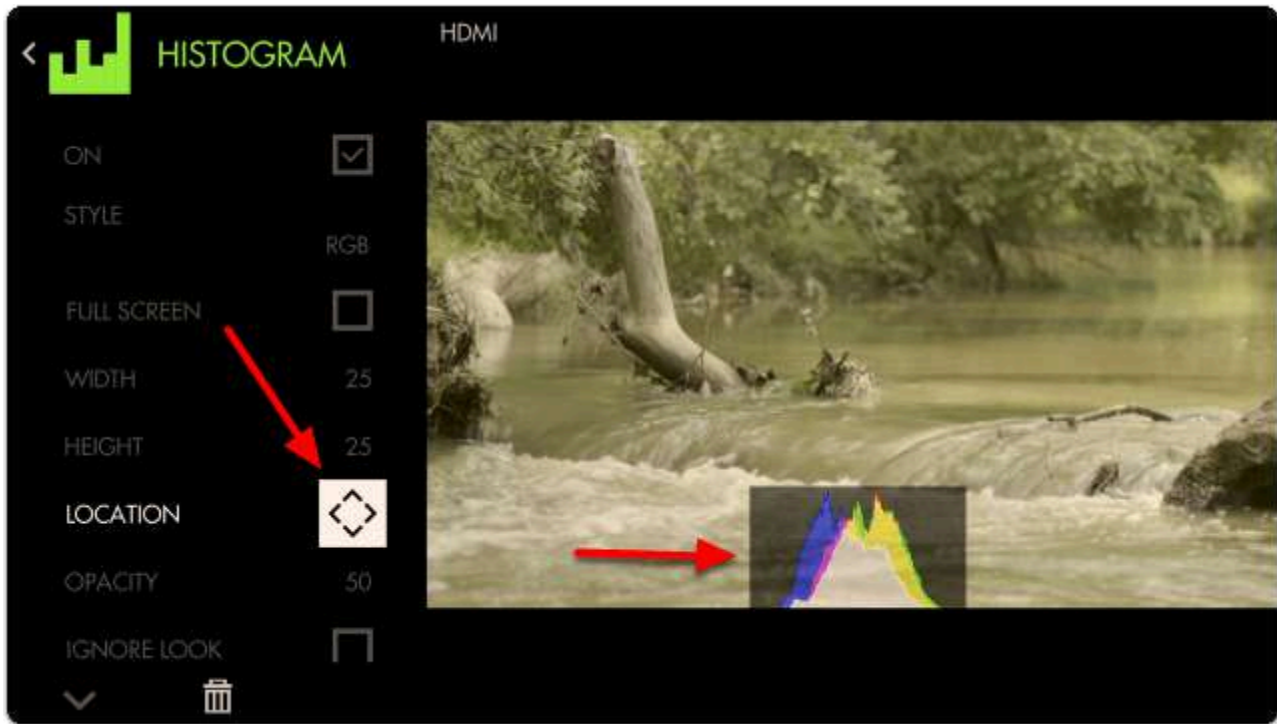 HISTOGRAM
HDMI
ON
STYLE
RGB
FULL SCREEN
WIDTH 25
HEIGHT 25
LOCATION
OPACITY 50
IGNORE LOOK